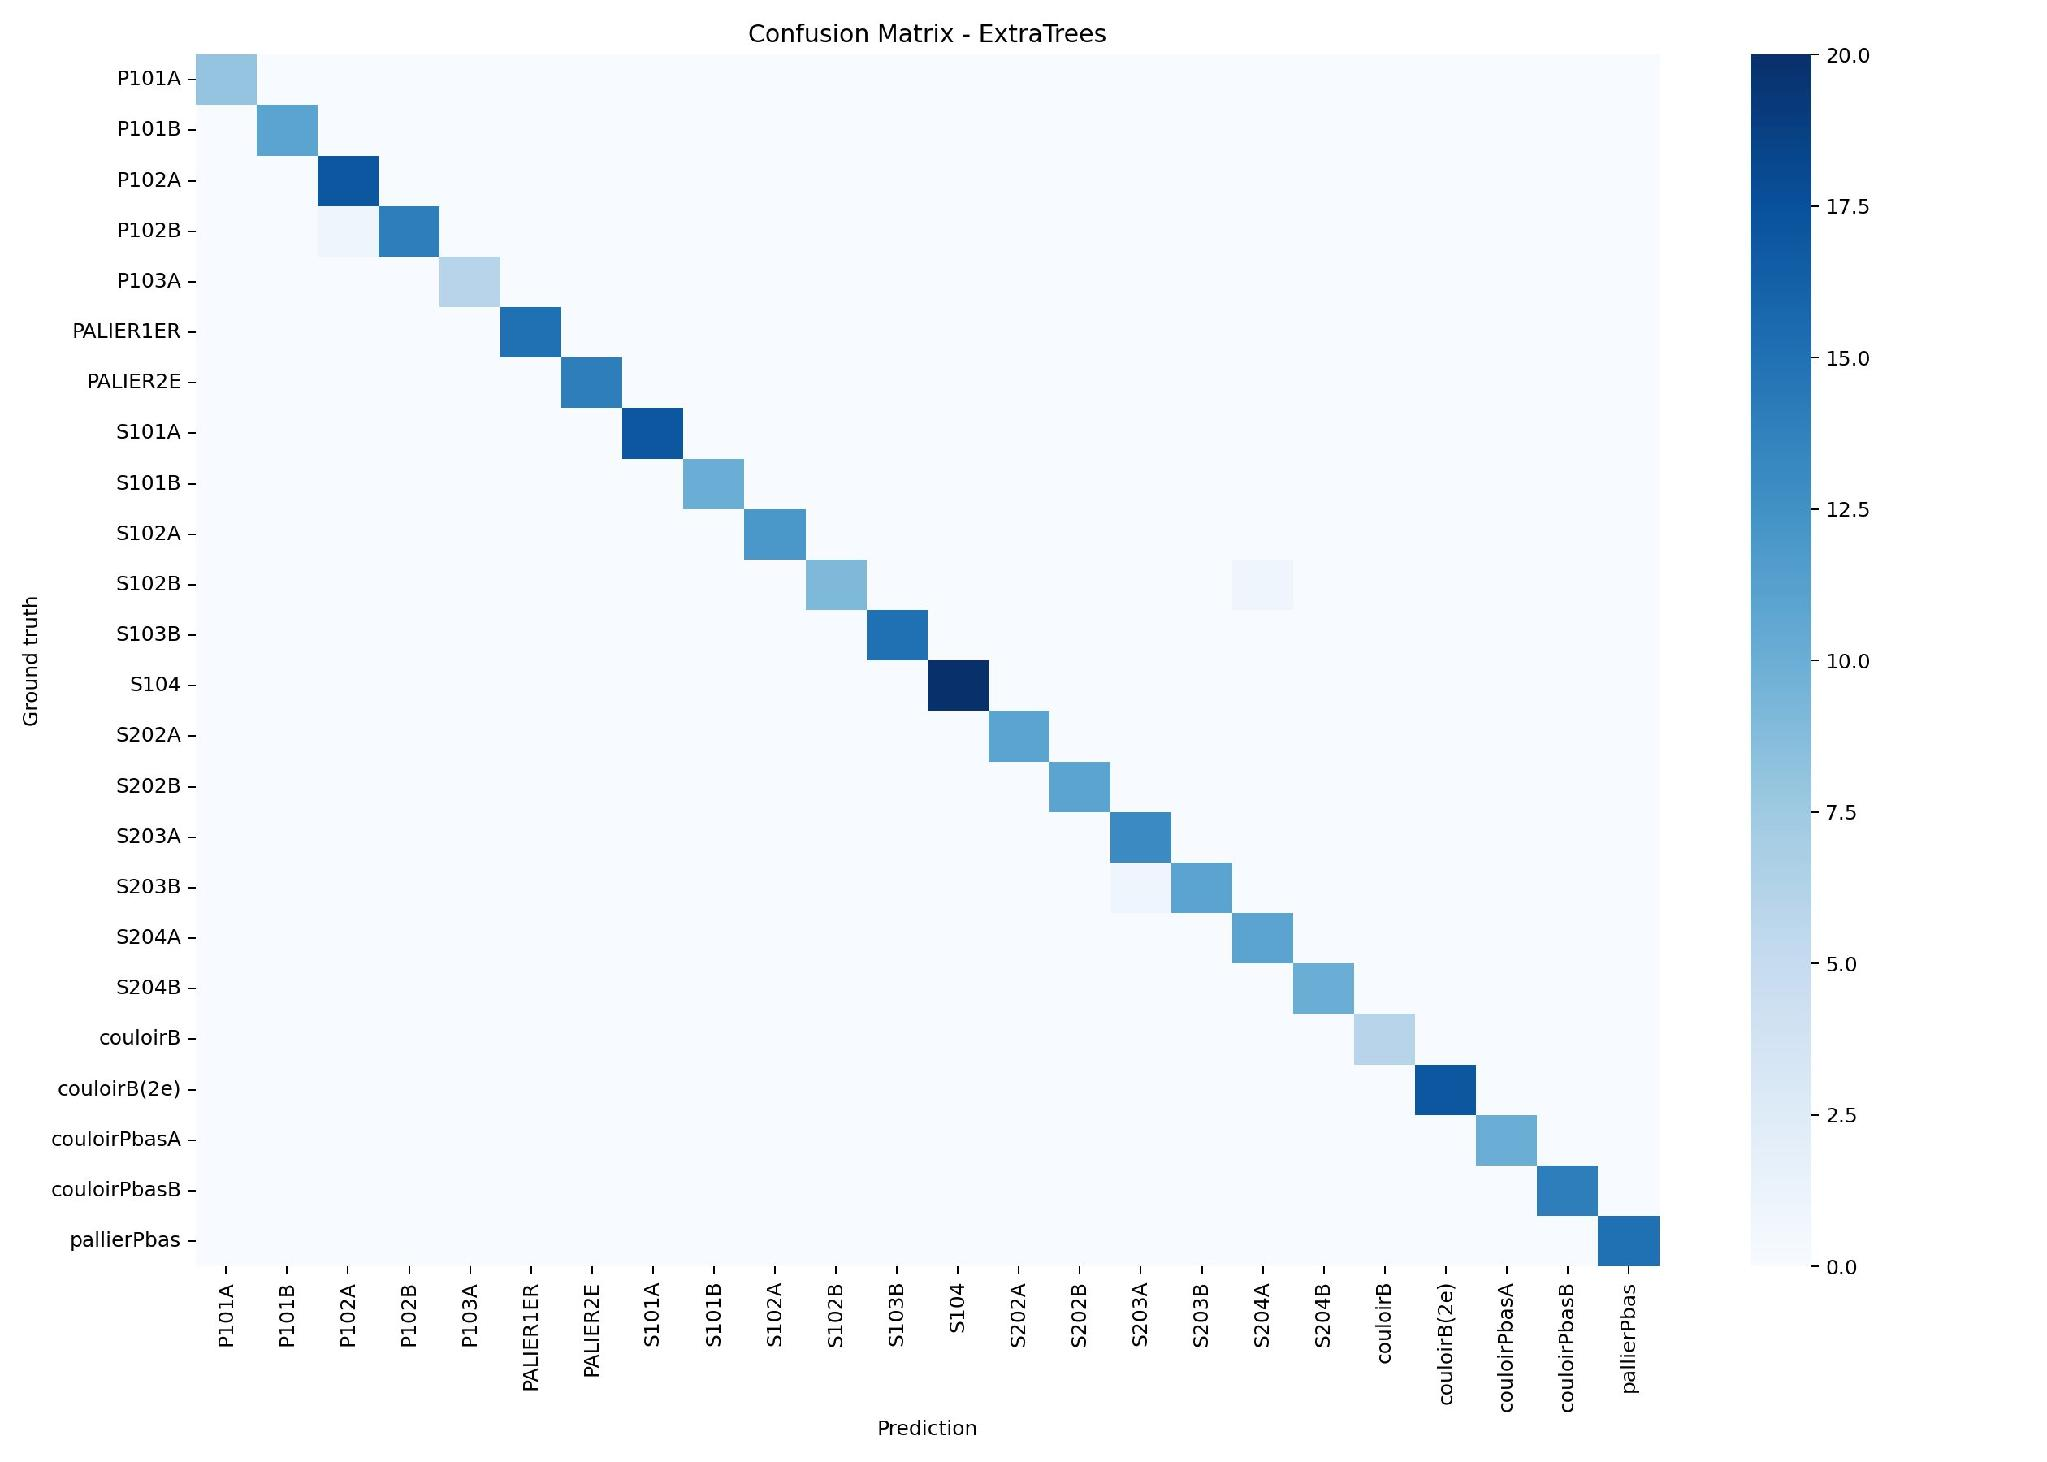 Confusion Matrix - ExtraTrees
Ground truth
P101A
P101B
P102A
P102B
P103A
PALIER1ER
PALIER2E
S101A
S101B
S102A
S102B
S103B
S104
S202A
S202B
S203A
S203B
S204A
S204B
couloirB
couloirB(2e)
couloirPbasA
couloirPbasB
pallierPbas
P101A
P101B
P102A
P102B
P103A
PALIER1ER
PALIER2E
S101A
S101B
S102A
S102B
S103B
S104
S202A
S202B
S203A
S203B
S204A
S204B
couloirB
couloirB(2e)
couloirPbasA
couloirPbasB
pallierPbas
Prediction
20.0
17.5
15.0
12.5
10.0
7.5
5.0
2.5
0.0